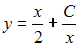 y = x/2 + C/x